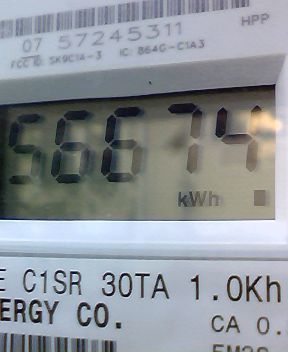 HPP
07 57245311
FCC ID: SK9C1A-3 IC: 864G-C1A3
56674
kWh
E C1SR 30TA 1.0Kh
ERGY CO.
CA 0.